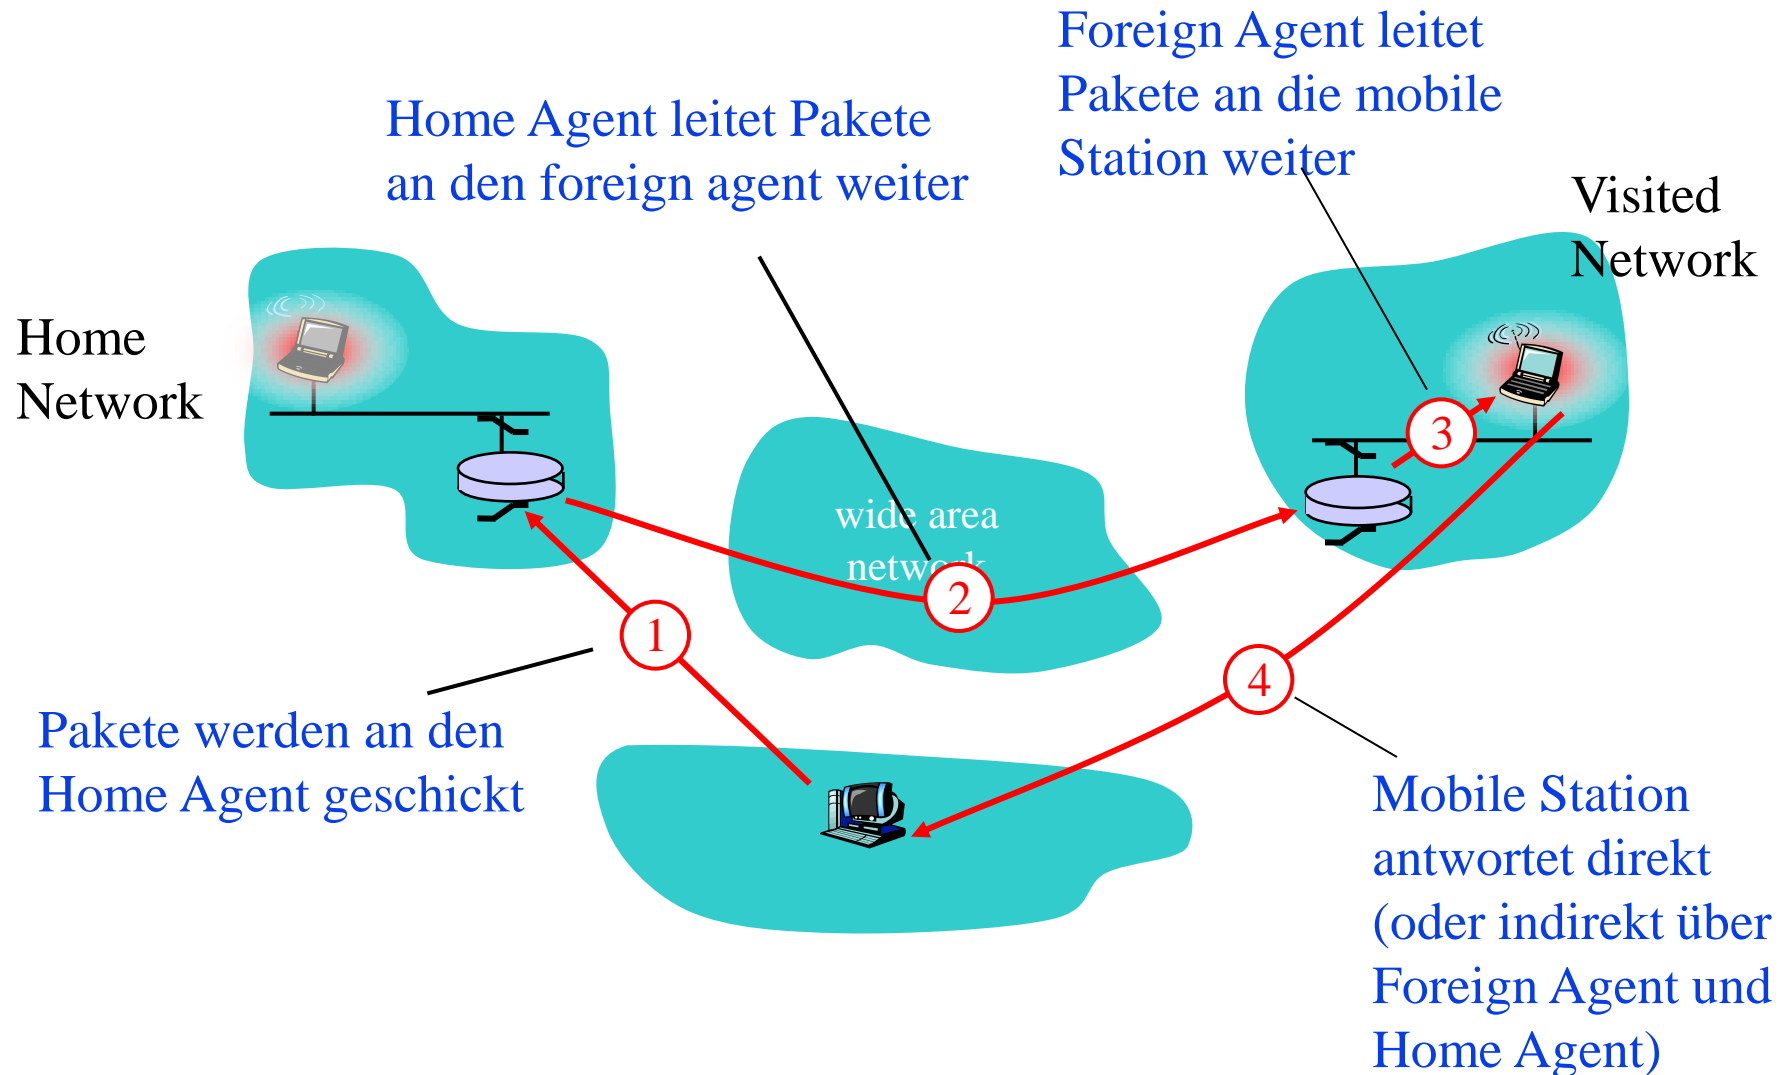 Foreign Agent leitet
Pakete an die mobile
Station weiter
Home Agent leitet Pakete
an den foreign agent weiter
Visited
Network
Home
Network
3
wide area
network
2
1
4
Pakete werden an den
Home Agent geschickt
Mobile Station
antwortet direkt
(oder indirekt über
Foreign Agent und
Home Agent)